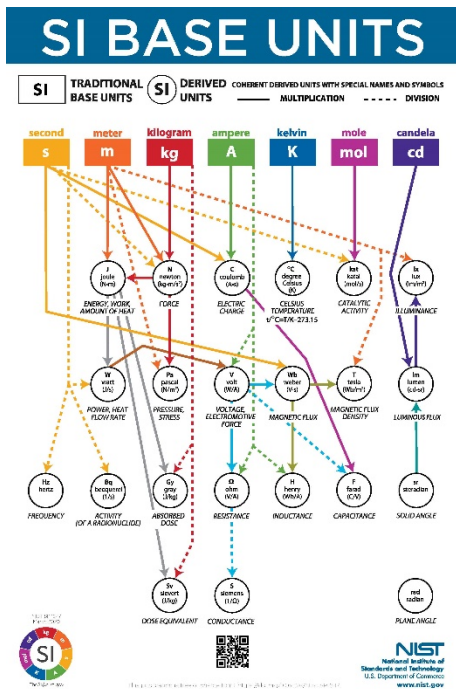 SI BASE UNITS
SI
TRADITIONAL
BASE UNITS
SI
DERIVED
UNITS
COHERENT DERIVED UNITS WITH SPECIAL NAMES AND SYMBOLS
MULTIPLICATION
DIVISION
second
meter
kilogram
ampere
kelvin
mole
candela
s
m
kg
A
K
mol
cd
J
joule
(N·m)
ENERGY, WORK,
AMOUNT OF HEAT
N
newton
(kg·m/s²)
FORCE
C
coulomb
(A·s)
ELECTRIC
CHARGE
°C
degree
Celsius
(K)
CELSIUS
TEMPERATURE
t/°C=T/K-273.15
kat
katal
(mol/s)
CATALYTIC
ACTIVITY
lx
lux
(lm/m²)
ILLUMINANCE
W
watt
(J/s)
POWER, HEAT
FLOW RATE
Pa
pascal
(N/m²)
PRESSURE,
STRESS
V
volt
(W/A)
VOLTAGE,
ELECTROMOTIVE
FORCE
Wb
weber
(V·s)
MAGNETIC FLUX
T
tesla
(Wb/m²)
MAGNETIC FLUX
DENSITY
lm
lumen
(cd·sr)
LUMINOUS FLUX
Hz
hertz
FREQUENCY
Bq
becquerel
(1/s)
ACTIVITY
(OF A RADIONUCLIDE)
Gy
gray
(J/kg)
ABSORBED
DOSE
Ω
ohm
(V/A)
RESISTANCE
H
henry
(Wb/A)
INDUCTANCE
F
farad
(C/V)
CAPACITANCE
sr
steradian
SOLID ANGLE
Sv
sievert
(J/kg)
DOSE EQUIVALENT
S
siemens
(1/Ω)
CONDUCTANCE
rad
radian
PLANE ANGLE
SI
NIST
National Institute of
Standards and Technology
U.S. Department of Commerce
www.nist.gov